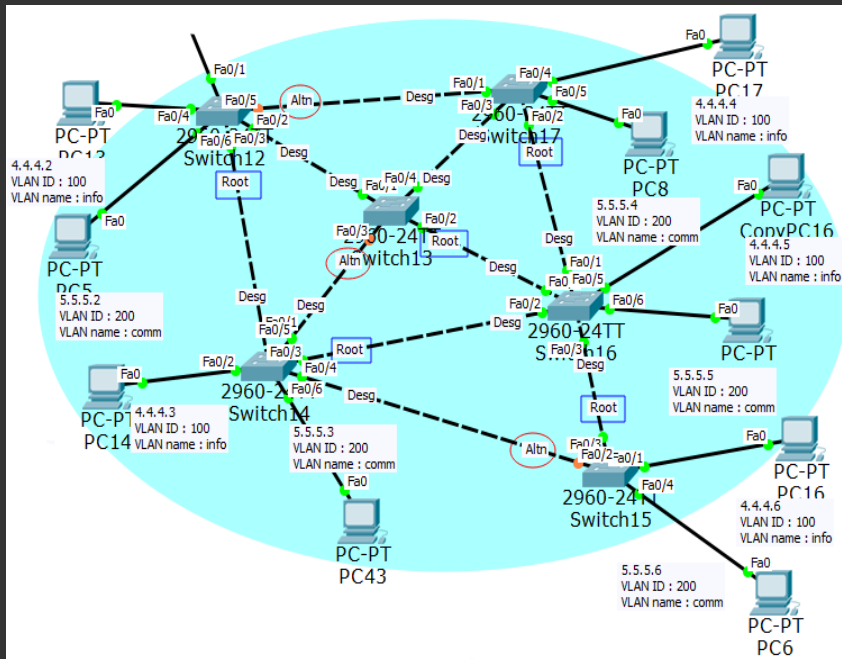 Fa0/1
Fa0/5
Altn
Fa0
Fa0/4
PC-PT
Fa0/2
Fa0/6
Fa0/3
Switch12
Desg
Root
4.4.4.2
VLAN ID : 100
VLAN name : info
Fa0
PC-PT
PC5
5.5.5.2
VLAN ID : 200
VLAN name : comm
Desg
Fa0/1
Fa0/3
Fa0/4
Fa0/5
Fa0/2
Switch17
Desg
Root
Fa0
PC-PT
PC17
4.4.4.4
VLAN ID : 100
VLAN name : info
Fa0
PC-PT
PC8
5.5.5.4
VLAN ID : 200
VLAN name : comm
Desg
Fa0/4
Desg
Fa0/3
Fa0/2
Root
Altn
Desg
Fa0
PC-PT
CopyPC16
4.4.4.5
VLAN ID : 100
VLAN name : info
Desg
Fa0/1
Fa0/5
Fa0/2
Fa0/6
2960-24TT
Switch16
Fa0/3
Desg
Desg
Fa0
PC-PT
5.5.5.5
VLAN ID : 200
VLAN name : comm
Desg
Desg
Fa0/5
Fa0/3
Fa0/4
Fa0/6
Fa0/2
Switch14
Root
Desg
Fa0
PC14
4.4.4.3
VLAN ID : 100
VLAN name : info
5.5.5.3
VLAN ID : 200
VLAN name : comm
Fa0
PC-PT
PC43
Root
Altn
Fa0/3
Fa0/2
Fa0/1
Fa0/4
Switch15
Fa0
PC-PT
PC16
4.4.4.6
VLAN ID : 100
VLAN name : info
5.5.5.6
VLAN ID : 200
VLAN name : comm
Fa0
PC-PT
PC6